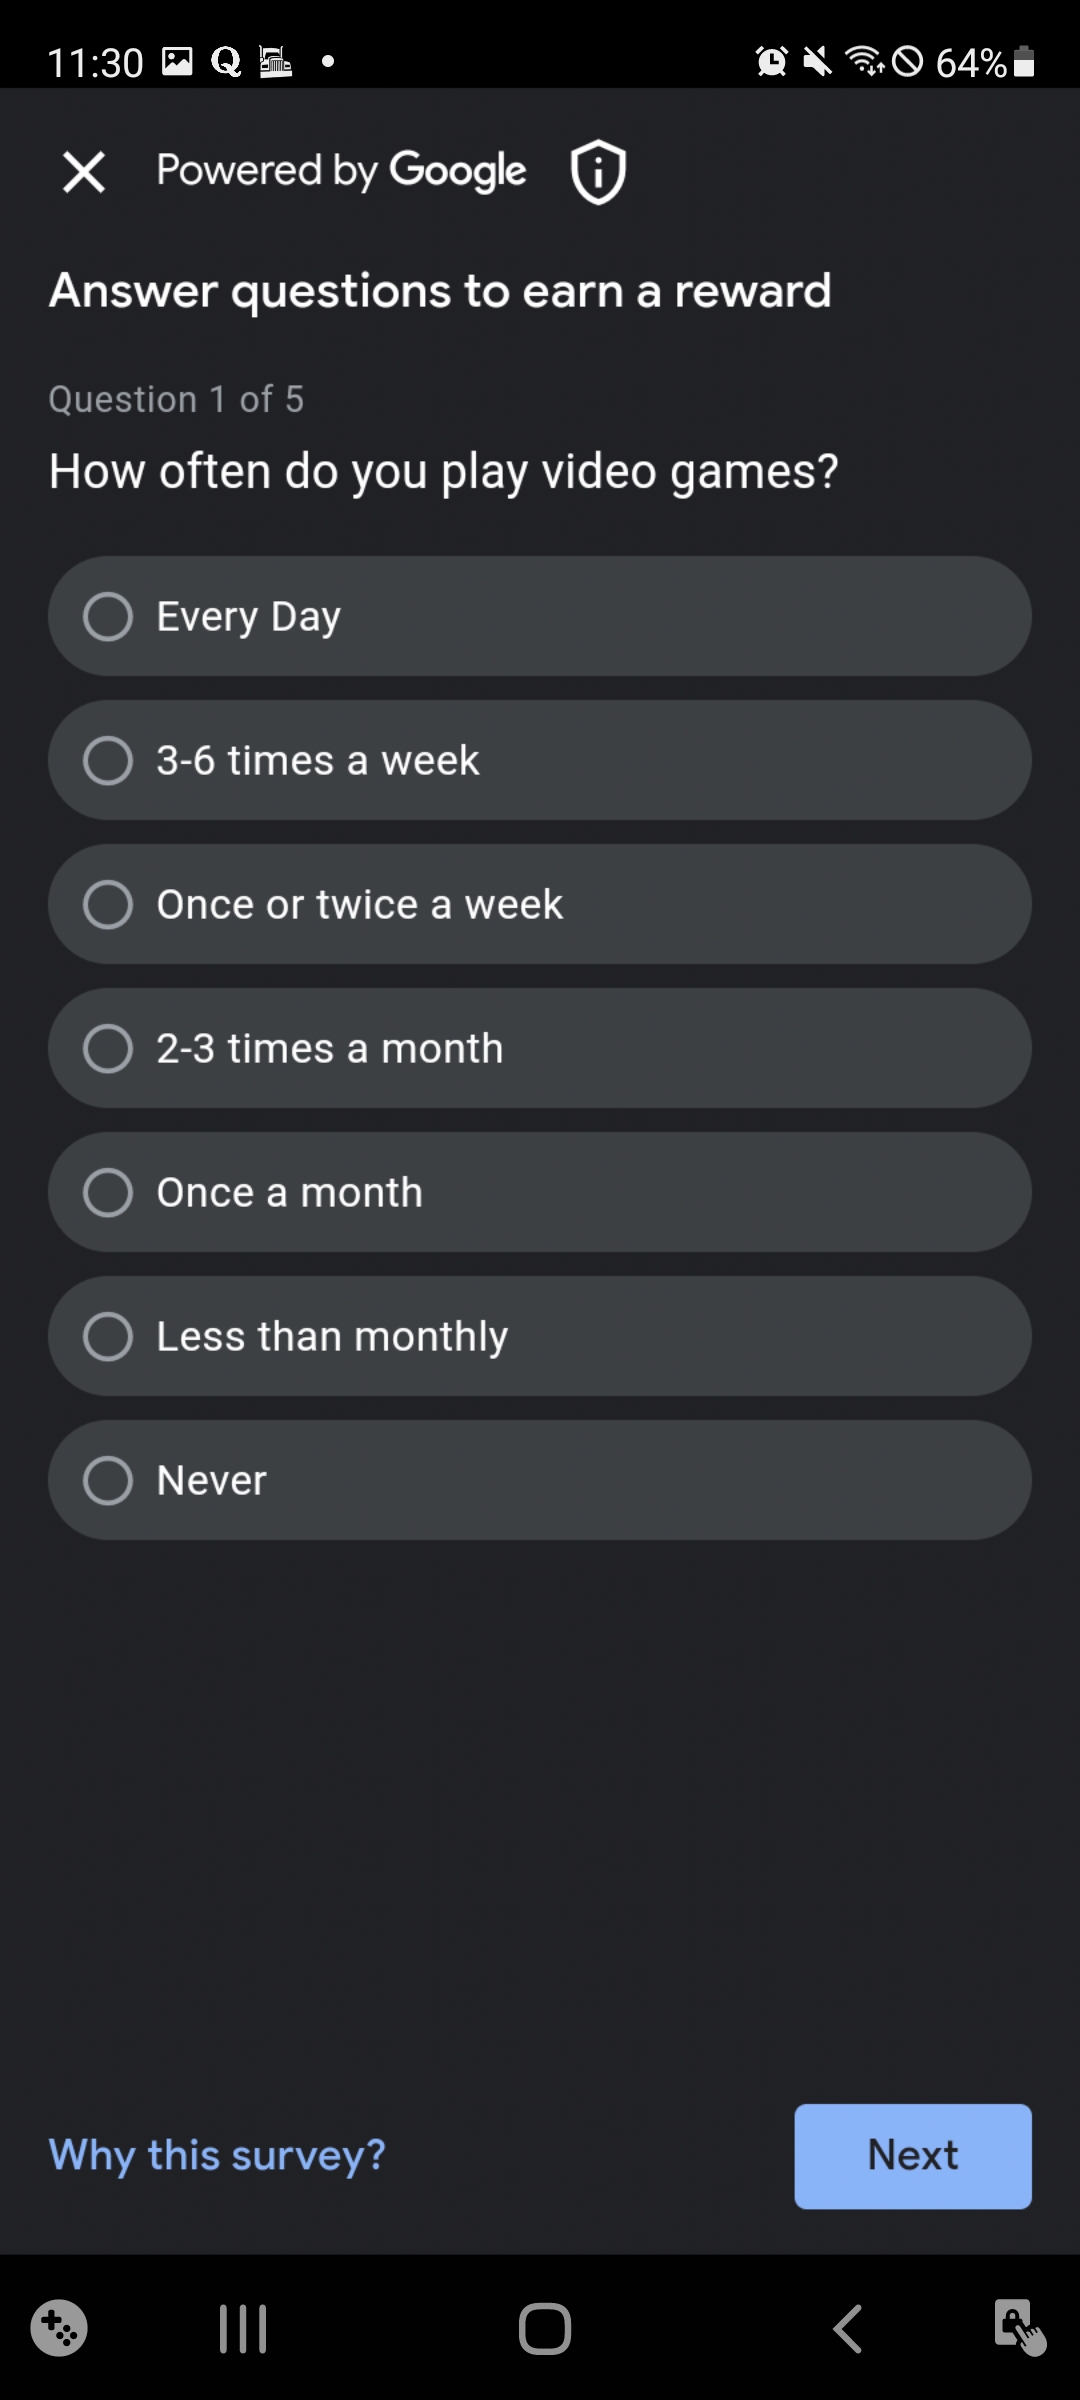 11:30
64%
Powered by Google
Answer questions to earn a reward
Question 1 of 5
How often do you play video games?
Every Day
3-6 times a week
Once or twice a week
2-3 times a month
Once a month
Less than monthly
Never
Why this survey?
Next